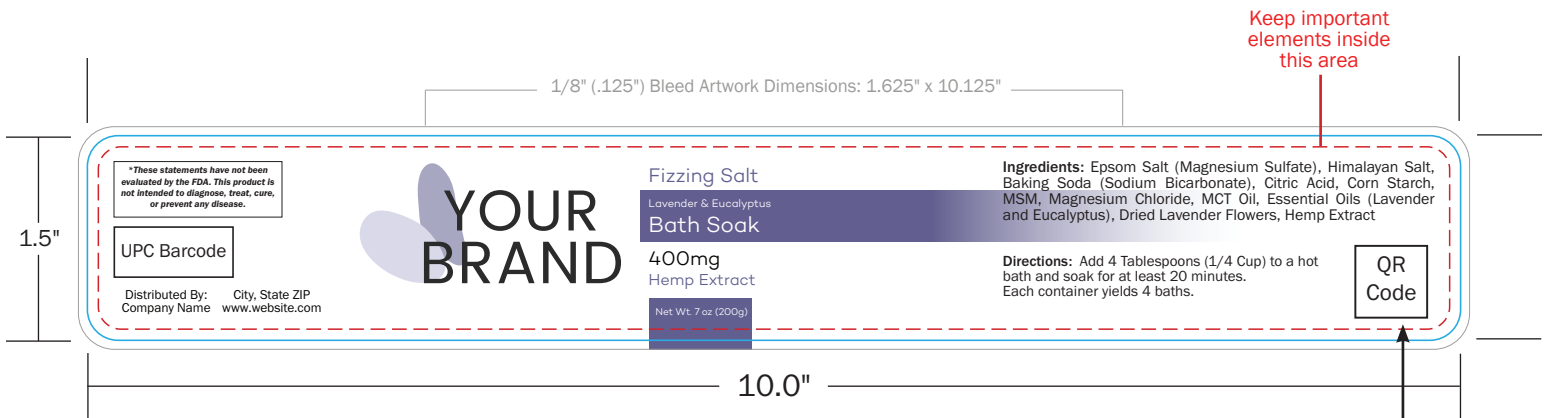 Keep important
elements inside
this area
1/8" (.125") Bleed Artwork Dimensions: 1.625" x 10.125"
1.5"
*These statements have not been
evaluated by the FDA. This product is
not intended to diagnose, treat, cure,
or prevent any disease.
UPC Barcode
Distributed By:
Company Name
City, State ZIP
www.website.com
YOUR
BRAND
Fizzing Salt
Lavender & Eucalyptus
Bath Soak
400mg
Hemp Extract
Net Wt. 7 oz (200g)
Ingredients: Epsom Salt (Magnesium Sulfate), Himalayan Salt,
Baking Soda (Sodium Bicarbonate), Citric Acid, Corn Starch,
MSM, Magnesium Chloride, MCT Oil, Essential Oils (Lavender
and Eucalyptus), Dried Lavender Flowers, Hemp Extract
Directions: Add 4 Tablespoons (1/4 Cup) to a hot
bath and soak for at least 20 minutes.
Each container yields 4 baths.
QR
Code
10.0"